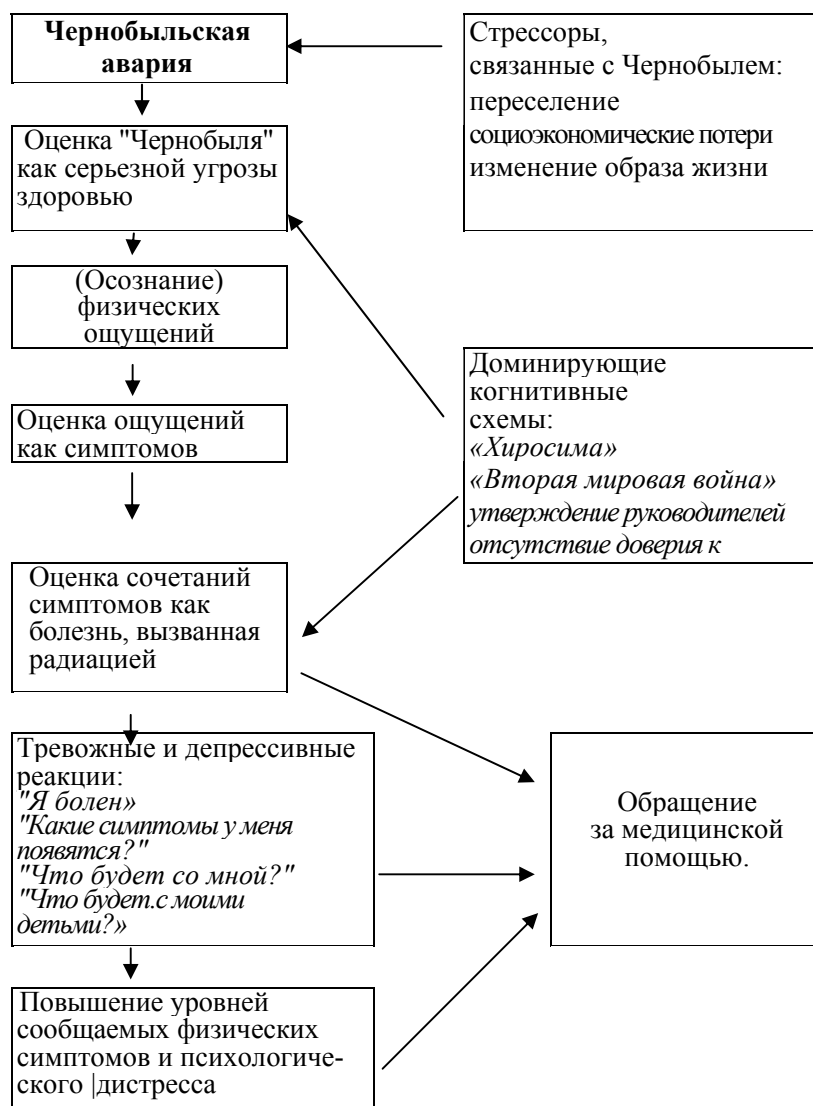 Чернобыльская
авария
Стрессоры,
связанные с Чернобылем:
переселение
социоэкономические потери
изменение образа жизни
Оценка "Чернобыля"
как серьезной угрозы
здоровью
(Осознание)
физических
ощущений
Доминирующие
когнитивные
схемы:
«Хиросима»
«Вторая мировая война»
утверждение руководителей
отсутствие доверия к
Оценка ощущений
как симптомов
Оценка сочетаний
симптомов как
болезнь, вызванная
радиацией
Тревожные и депрессивные
реакции:
"Я болен»
"Какие симптомы у меня
появятся?"
"Что будет со мной?"
"Что будет.с моими
детьми?»
Обращение
за медицинской
помощью.
Повышение уровней
сообщаемых физических
симптомов и психологиче-
ского |дистресса